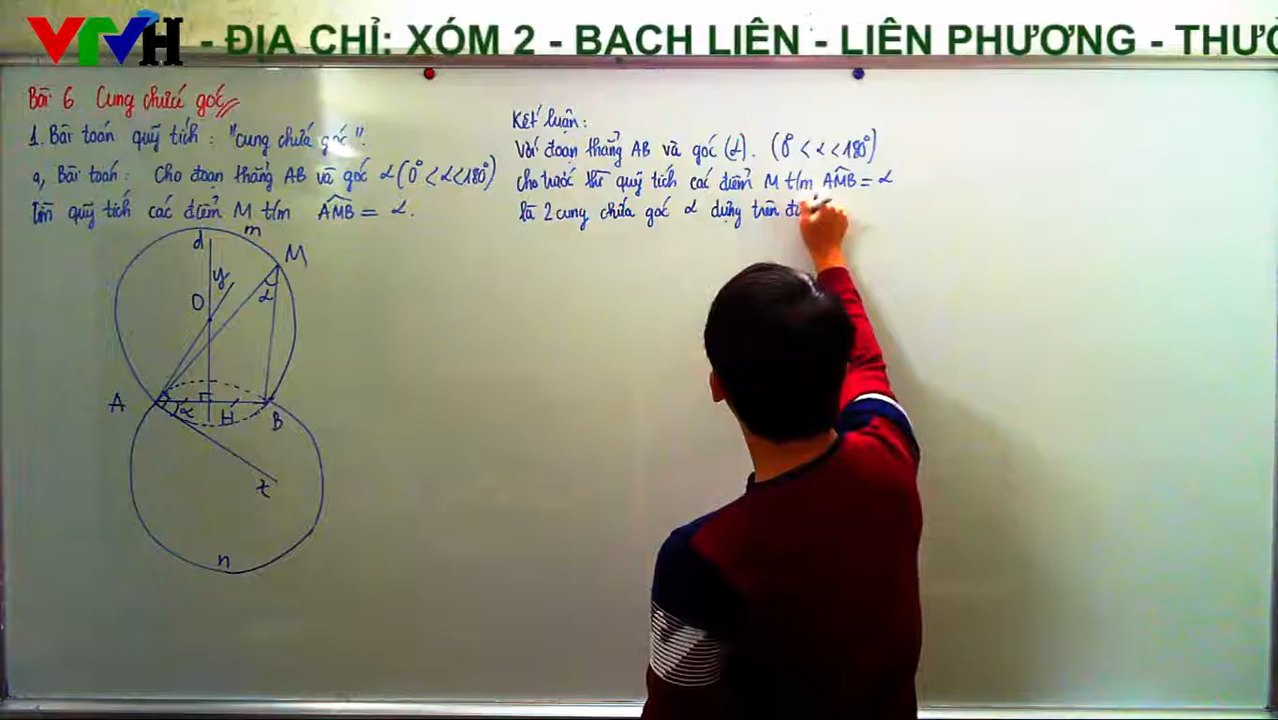 VTVH - ĐỊA CHỈ: XÓM 2 - BẠCH LIÊN - LIÊN PHƯƠNG - THƯỜ
Bài 6 Cung chứa góc
1. Bài toán quỹ tích : "cung chứa góc".
a, Bài toán : Cho đoạn thẳng AB và góc α (0° < α < 180°)
Tìm quỹ tích các điểm M t/m AMB = α.
d m
M
y
α
O
A α H B
t
n
Kết luận :
Với đoạn thẳng AB và góc (α). (0° < α < 180°)
cho trước thì quỹ tích các điểm M t/m AMB = α
là 2 cung chứa góc α dựng trên